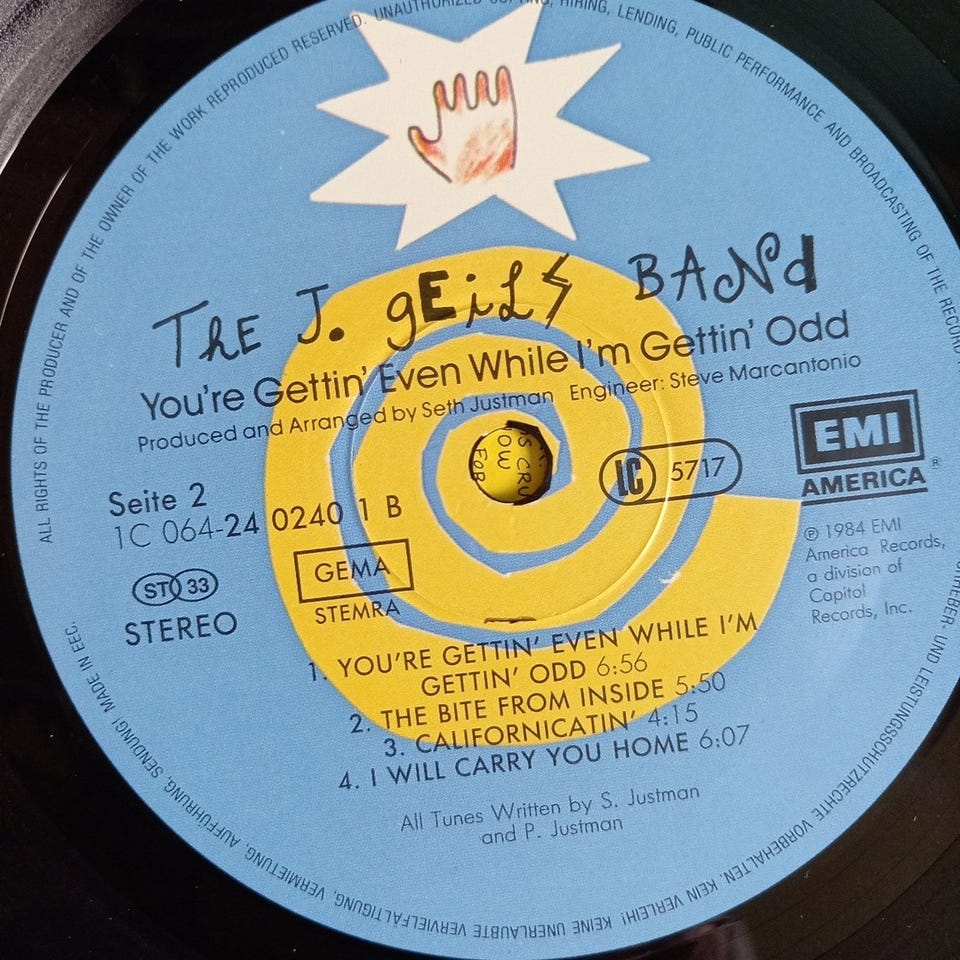 ALL RIGHTS OF THE PRODUCER AND OF THE OWNER OF THE WORK REPRODUCED RESERVED. UNAUTHORIZED COPYING, HIRING, LENDING, PUBLIC PERFORMANCE AND BROADCASTING OF THE RECORD
THE J. gEiLS BANd
You're Gettin' Even While I'm Gettin' Odd
Produced and Arranged by Seth Justman Engineer: Steve Marcantonio
EMI
AMERICA®
LC 5717
Seite 2
1C 064-24 0240 1 B
ST 33
STEREO
GEMA
STEMRA
℗ 1984 EMI
America Records,
a division of
Capitol
Records, Inc.
1. YOU'RE GETTIN' EVEN WHILE I'M
GETTIN' ODD 6:56
2. THE BITE FROM INSIDE 5:50
3. CALIFORNICATIN' 4:15
4. I WILL CARRY YOU HOME 6:07
All Tunes Written by S. Justman
and P. Justman
UND LEISTUNGSSCHUTZRECHTE VORBEHALTEN. KEIN VERLEIH! KEINE UNERLAUBTE VERVIELFÄLTIGUNG, VERMIETUNG, AUFFÜHRUNG, SENDUNG! MADE IN EEC.
OW
FOR